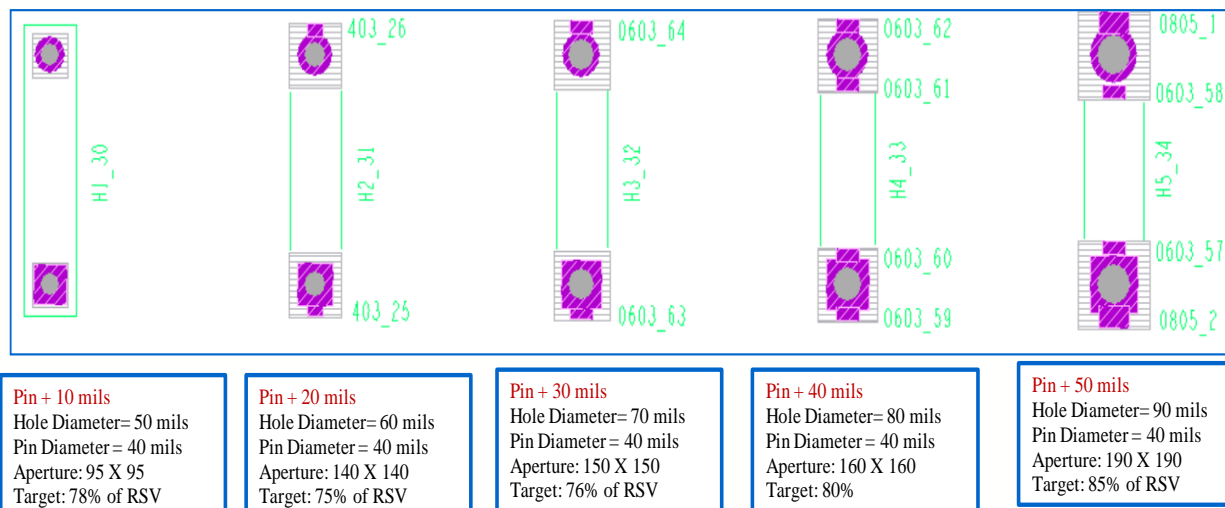 403_26
0603_64
0603_62
0805_1
0603_61
0603_58
H1_30
H2_31
H3_32
H4_33
H5_34
0603_60
0603_57
403_25
0603_63
0603_59
0805_2
Pin + 10 mils
Hole Diameter= 50 mils
Pin Diameter = 40 mils
Aperture: 95 X 95
Target: 78% of RSV
Pin + 20 mils
Hole Diameter= 60 mils
Pin Diameter = 40 mils
Aperture: 140 X 140
Target: 75% of RSV
Pin + 30 mils
Hole Diameter= 70 mils
Pin Diameter = 40 mils
Aperture: 150 X 150
Target: 76% of RSV
Pin + 40 mils
Hole Diameter= 80 mils
Pin Diameter = 40 mils
Aperture: 160 X 160
Target: 80%
Pin + 50 mils
Hole Diameter= 90 mils
Pin Diameter = 40 mils
Aperture: 190 X 190
Target: 85% of RSV